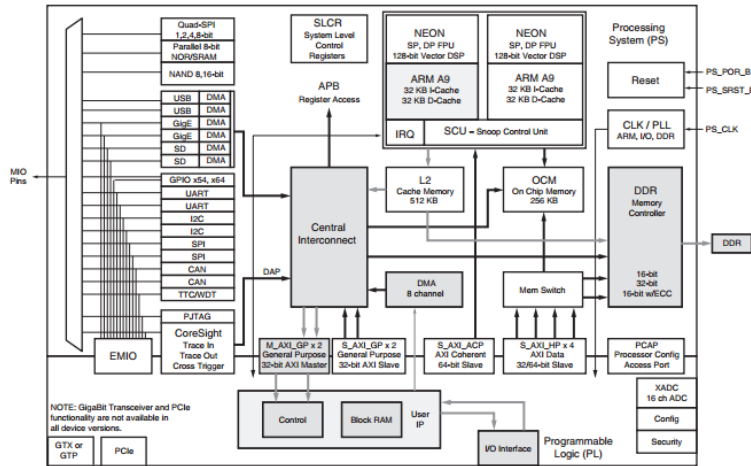 Quad-SPI
1,2,4,8-bit
Parallel 8-bit
NOR/SRAM
NAND 8,16-bit
USB DMA
USB DMA
GigE DMA
GigE DMA
SD DMA
SD DMA
MIO
Pins
GPIO x54, x64
UART
UART
I2C
I2C
SPI
SPI
CAN
CAN
TTC/WDT
PJTAG
CoreSight
Trace In
Trace Out
Cross Trigger
EMIO
SLCR
System Level
Control
Registers
APB
Register Access
NEON
SP, DP FPU
128-bit Vector DSP
ARM A9
32 KB I-Cache
32 KB D-Cache
NEON
SP, DP FPU
128-bit Vector DSP
ARM A9
32 KB I-Cache
32 KB D-Cache
IRQ
SCU = Snoop Control Unit
Processing
System (PS)
Reset
PS_POR_B
PS_SRST_
CLK / PLL
ARM, I/O, DDR
PS_CLK
L2
Cache Memory
512 KB
OCM
On Chip Memory
256 KB
DDR
Memory
Controller
16-bit
32-bit
16-bit w/ECC
DDR
Central
Interconnect
DAP
DMA
8 channel
Mem Switch
M_AXI_GP x 2
General Purpose
32-bit AXI Master
S_AXI_GP x 2
General Purpose
32-bit AXI Slave
S_AXI_ACP
AXI Coherent
64-bit Slave
S_AXI_HP x 4
AXI Data
32/64-bit Slave
PCAP
Processor Config
Access Port
XADC
16 ch ADC
Config
Security
Control
Block RAM
User
IP
I/O Interface
Programmable
Logic (PL)
NOTE: GigaBit Transceiver and PCIe
functionality are not available in
all device versions.
GTX or
GTP
PCIe